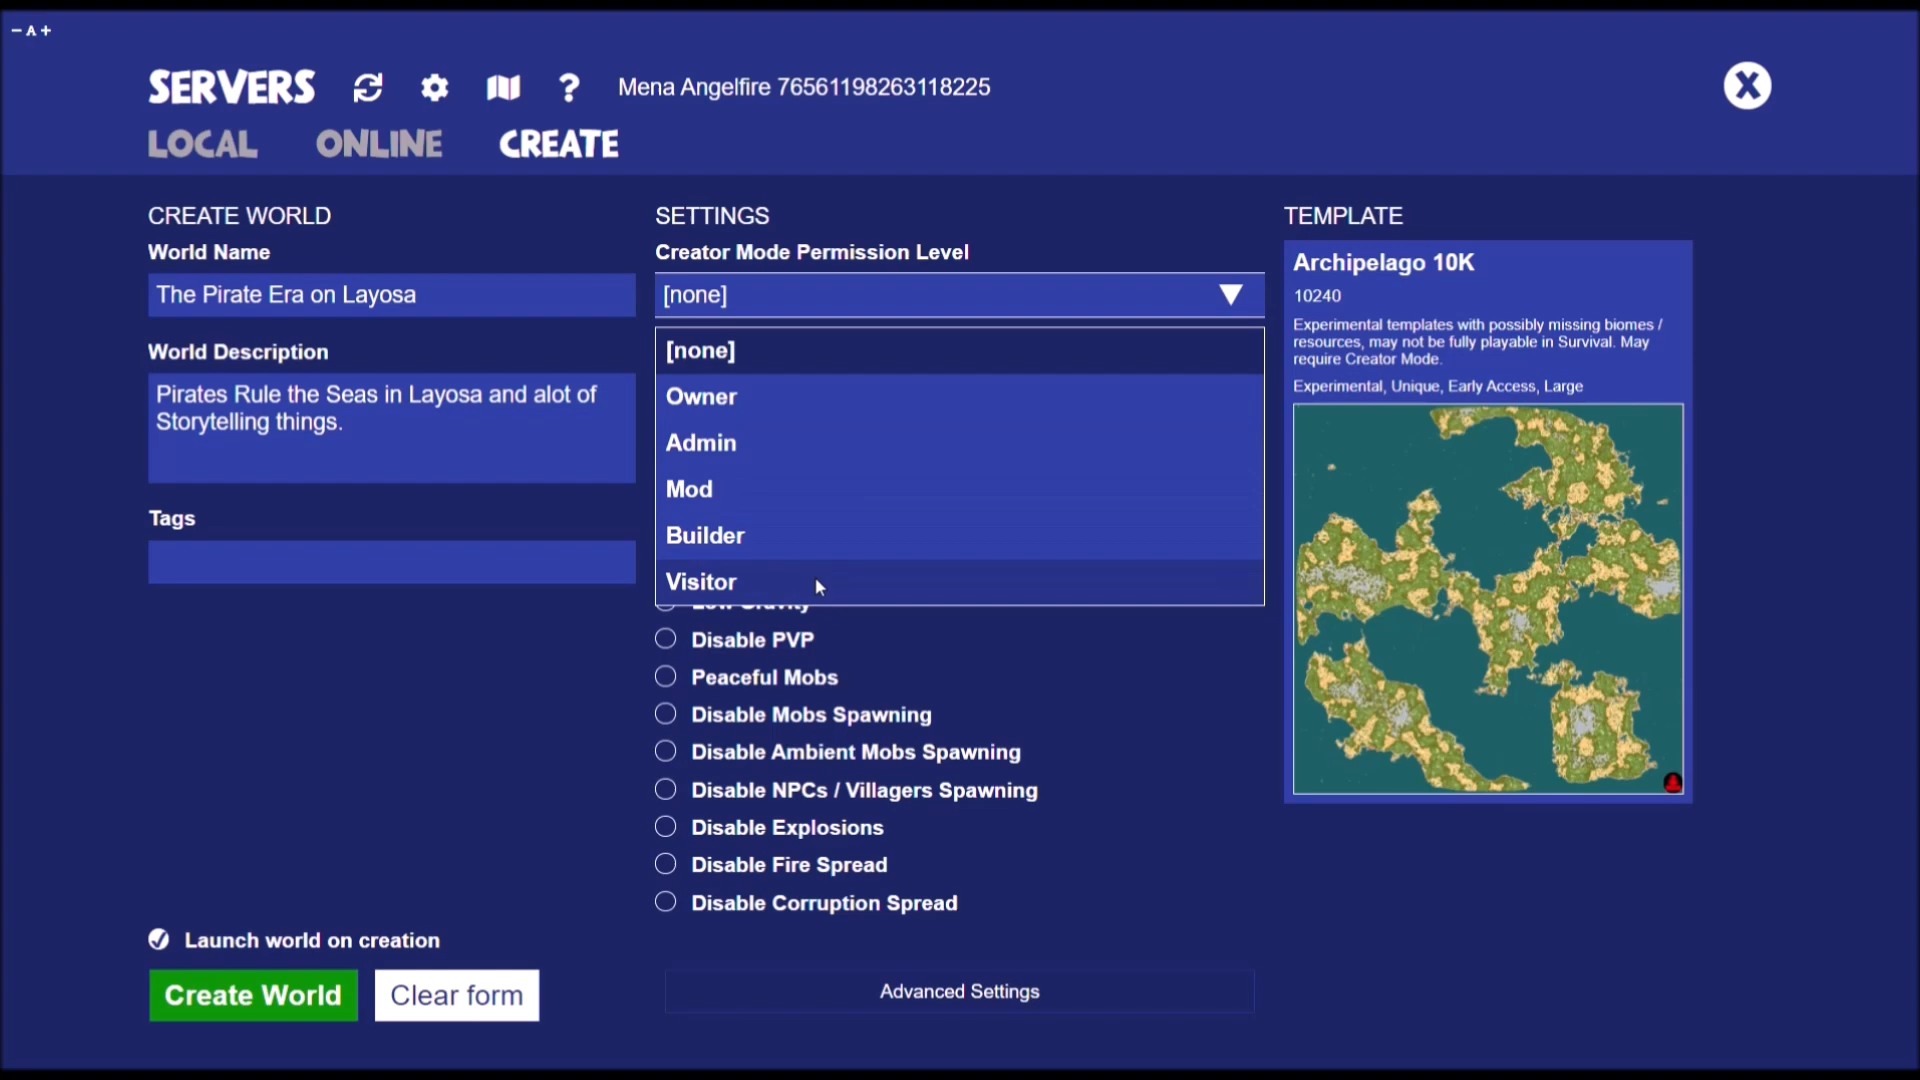 − A +
SERVERS ? Mena Angelfire 76561198263118225
X
LOCAL ONLINE CREATE
CREATE WORLD
World Name
The Pirate Era on Layosa
World Description
Pirates Rule the Seas in Layosa and alot of
Storytelling things.
Tags
Launch world on creation
Create World
Clear form
SETTINGS
Creator Mode Permission Level
[none]
[none]
Owner
Admin
Mod
Builder
Visitor
Low Gravity
Disable PVP
Peaceful Mobs
Disable Mobs Spawning
Disable Ambient Mobs Spawning
Disable NPCs / Villagers Spawning
Disable Explosions
Disable Fire Spread
Disable Corruption Spread
Advanced Settings
TEMPLATE
Archipelago 10K
10240
Experimental templates with possibly missing biomes /
resources, may not be fully playable in Survival. May
require Creator Mode.
Experimental, Unique, Early Access, Large